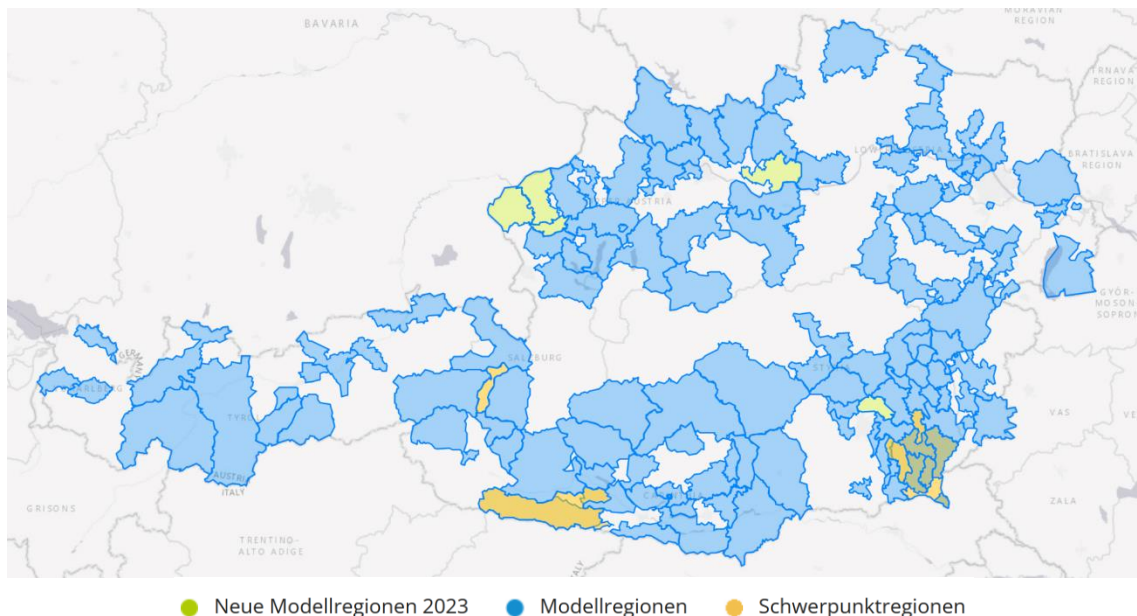 BAVARIA
MORAVIAN
REGION
TRNAVA
REGION
BRATISLAVA
REGION
SALZBURG
TYROL
AUSTRIA
ITALY
GRISONS
TRENTINO-
ALTO ADIGE
GYŐR-
MOSON
SOPRON
VAS
ZALA
Neue Modellregionen 2023
Modellregionen
Schwerpunktregionen